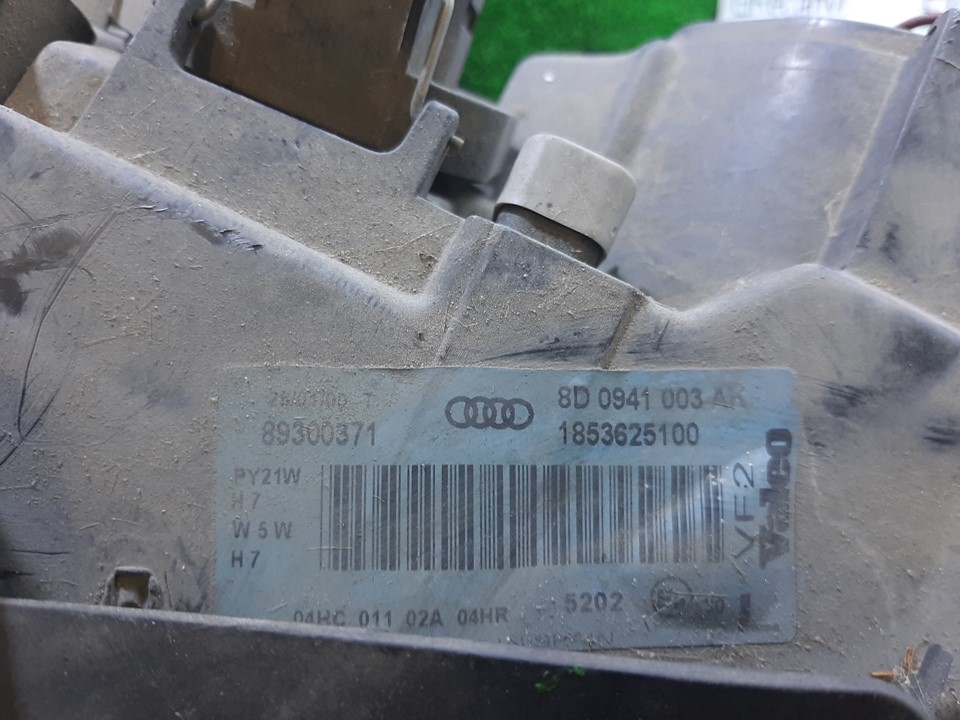 8D 0941 003 AK
89300371
1853625100
PY21W
H7
W5W
H7
VF2
Valeo
5202
04HC 011 02A 04HR